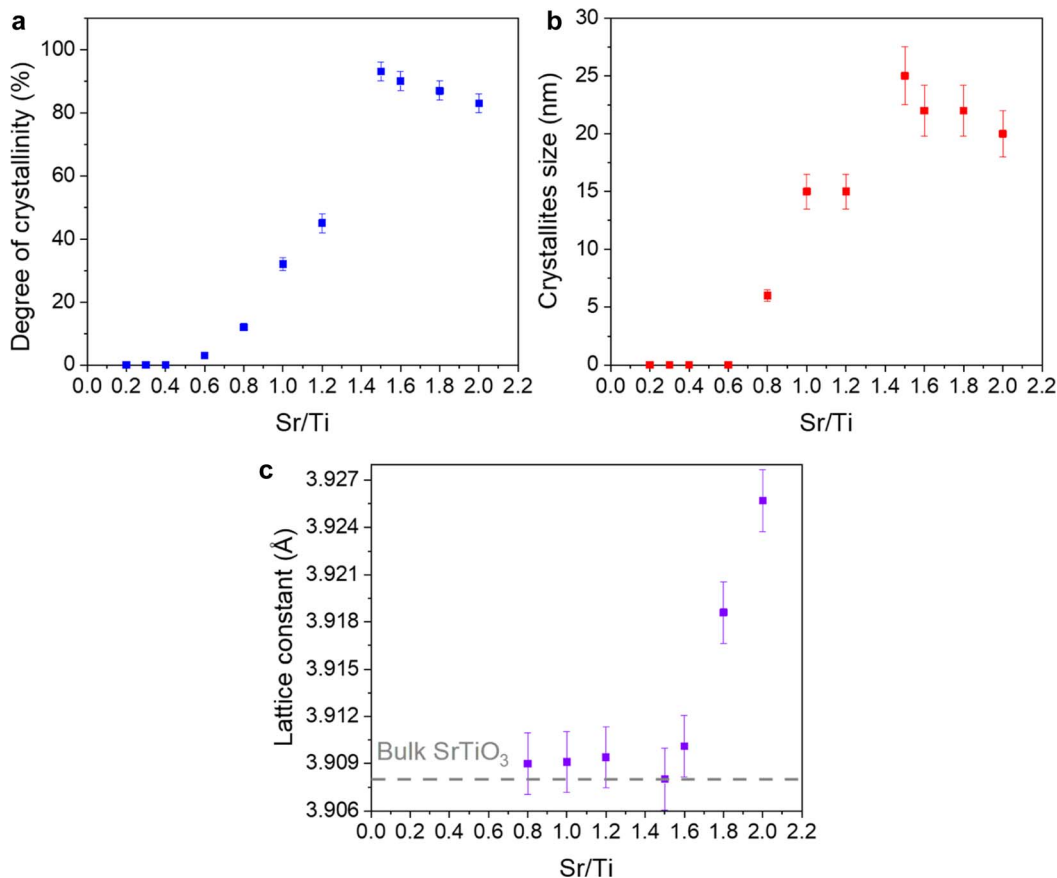 a
Degree of crystallinity (%)
100
80
60
40
20
0
0.0 0.2 0.4 0.6 0.8 1.0 1.2 1.4 1.6 1.8 2.0 2.2
Sr/Ti
b
Crystallites size (nm)
30
25
20
15
10
5
0
0.0 0.2 0.4 0.6 0.8 1.0 1.2 1.4 1.6 1.8 2.0 2.2
Sr/Ti
c
Lattice constant (Å)
3.927
3.924
3.921
3.918
3.915
3.912
3.909
3.906
Bulk SrTiO₃
0.0 0.2 0.4 0.6 0.8 1.0 1.2 1.4 1.6 1.8 2.0 2.2
Sr/Ti